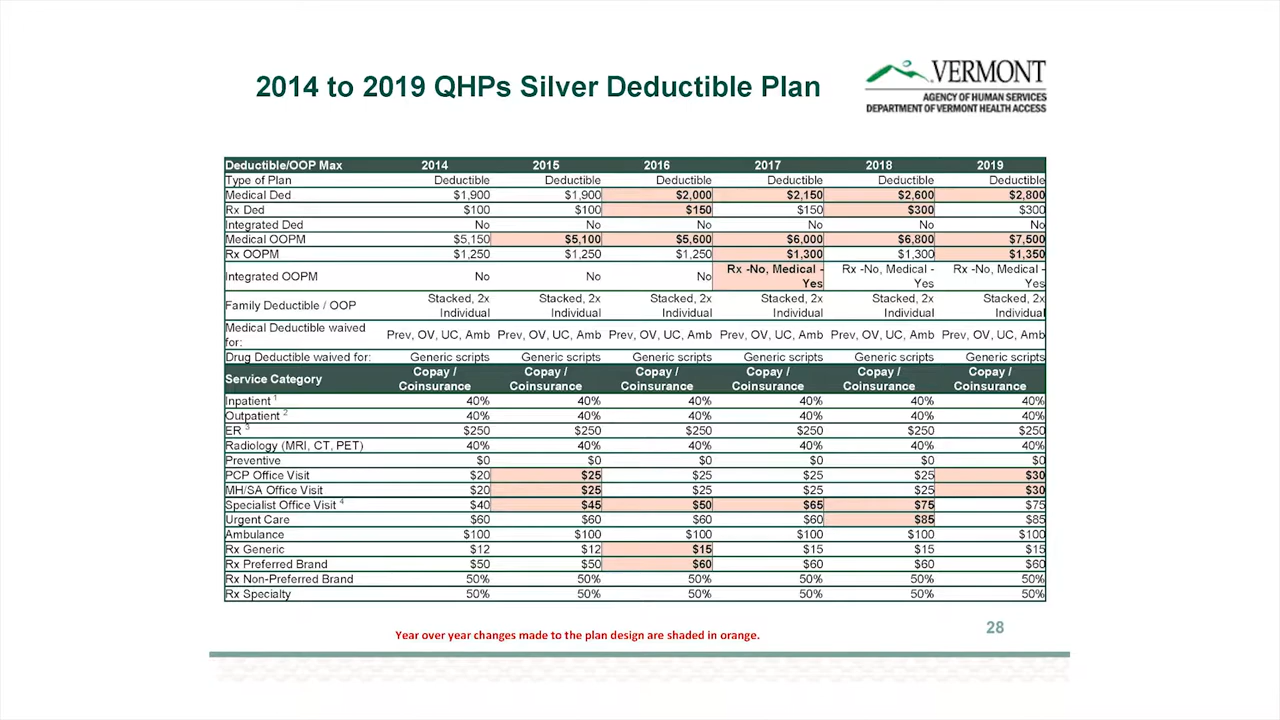 2014 to 2019 QHPs Silver Deductible Plan
VERMONT
AGENCY OF HUMAN SERVICES
DEPARTMENT OF VERMONT HEALTH ACCESS
Deductible/OOP Max 2014 2015 2016 2017 2018 2019
Type of Plan Deductible Deductible Deductible Deductible Deductible Deductible
Medical Ded $1,900 $1,900 $2,000 $2,150 $2,600 $2,800
Rx Ded $100 $100 $150 $150 $300 $300
Integrated Ded No No No No No No
Medical OOPM $5,150 $5,100 $5,600 $6,000 $6,800 $7,500
Rx OOPM $1,250 $1,250 $1,250 $1,300 $1,300 $1,350
Integrated OOPM No No No Rx -No, Medical - Yes Rx -No, Medical - Yes Rx -No, Medical - Yes
Family Deductible / OOP Stacked, 2x Individual Stacked, 2x Individual Stacked, 2x Individual Stacked, 2x Individual Stacked, 2x Individual Stacked, 2x Individual
Medical Deductible waived for: Prev, OV, UC, Amb Prev, OV, UC, Amb Prev, OV, UC, Amb Prev, OV, UC, Amb Prev, OV, UC, Amb Prev, OV, UC, Amb
Drug Deductible waived for: Generic scripts Generic scripts Generic scripts Generic scripts Generic scripts Generic scripts
Service Category Copay / Coinsurance Copay / Coinsurance Copay / Coinsurance Copay / Coinsurance Copay / Coinsurance Copay / Coinsurance
Inpatient 1 40% 40% 40% 40% 40% 40%
Outpatient 2 40% 40% 40% 40% 40% 40%
ER 3 $250 $250 $250 $250 $250 $250
Radiology (MRI, CT, PET) 40% 40% 40% 40% 40% 40%
Preventive $0 $0 $0 $0 $0 $0
PCP Office Visit $20 $25 $25 $25 $25 $30
MH/SA Office Visit $20 $25 $25 $25 $25 $30
Specialist Office Visit 4 $40 $45 $50 $65 $75 $75
Urgent Care $60 $60 $60 $60 $85 $85
Ambulance $100 $100 $100 $100 $100 $100
Rx Generic $12 $12 $15 $15 $15 $15
Rx Preferred Brand $50 $50 $60 $60 $60 $60
Rx Non-Preferred Brand 50% 50% 50% 50% 50% 50%
Rx Specialty 50% 50% 50% 50% 50% 50%
Year over year changes made to the plan design are shaded in orange.
28